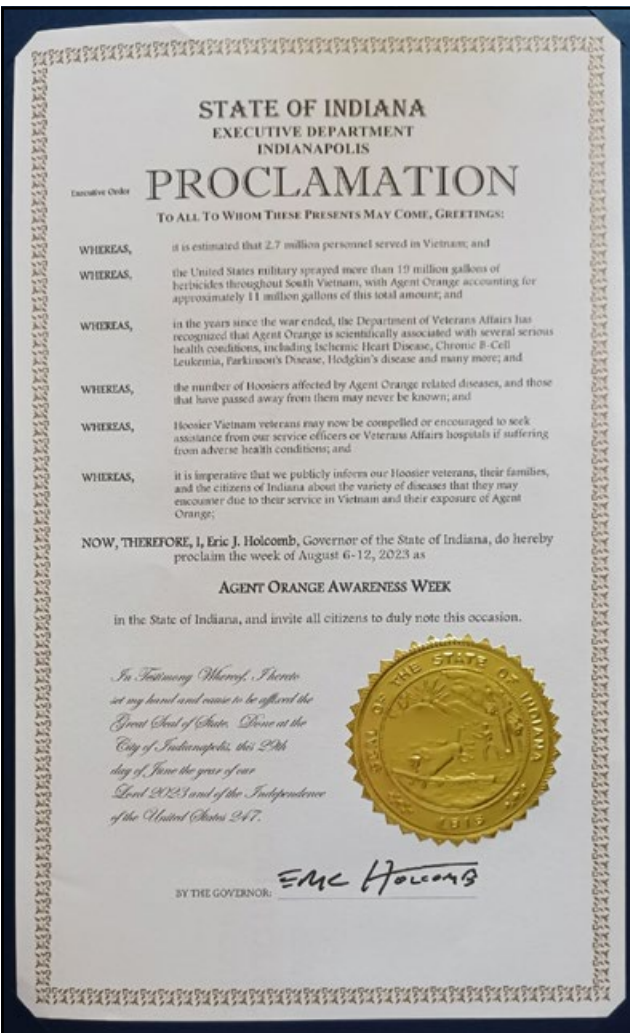 STATE OF INDIANA
EXECUTIVE DEPARTMENT
INDIANAPOLIS
Executive Order PROCLAMATION
TO ALL TO WHOM THESE PRESENTS MAY COME, GREETINGS:
WHEREAS, it is estimated that 2.7 million personnel served in Vietnam; and
WHEREAS, the United States military sprayed more than 19 million gallons of
herbicides throughout South Vietnam, with Agent Orange accounting for
approximately 11 million gallons of this total amount; and
WHEREAS, in the years since the war ended, the Department of Veterans Affairs has
recognized that Agent Orange is scientifically associated with several serious
health conditions, including Ischemic Heart Disease, Chronic B-Cell
Leukemia, Parkinson's Disease, Hodgkin's disease and many more; and
WHEREAS, the number of Hoosiers affected by Agent Orange related diseases, and those
that have passed away from them may never be known; and
WHEREAS, Hoosier Vietnam veterans may now be compelled or encouraged to seek
assistance from our service officers or Veterans Affairs hospitals if suffering
from adverse health conditions; and
WHEREAS, it is imperative that we publicly inform our Hoosier veterans, their families,
and the citizens of Indiana about the variety of diseases that they may
encounter due to their service in Vietnam and their exposure of Agent
Orange;
NOW, THEREFORE, I, Eric J. Holcomb, Governor of the State of Indiana, do hereby
proclaim the week of August 6-12, 2023 as
AGENT ORANGE AWARENESS WEEK
in the State of Indiana, and invite all citizens to duly note this occasion.
In Testimony Whereof, I hereto
set my hand and cause to be affixed the
Great Seal of State. Done at the
City of Indianapolis, this 29th
day of June the year of our
Lord 2023 and of the Independence
of the United States 247.
SEAL OF THE STATE OF INDIANA
1816
BY THE GOVERNOR: Eric Holcomb